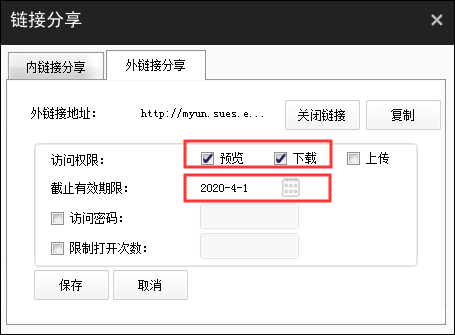 链接分享
内链接分享 外链接分享
外链接地址: http://myun.sues.e... 关闭链接 复制
访问权限: 预览 下载 上传
截止有效期限: 2020-4-1
访问密码:
限制打开次数:
保存 取消